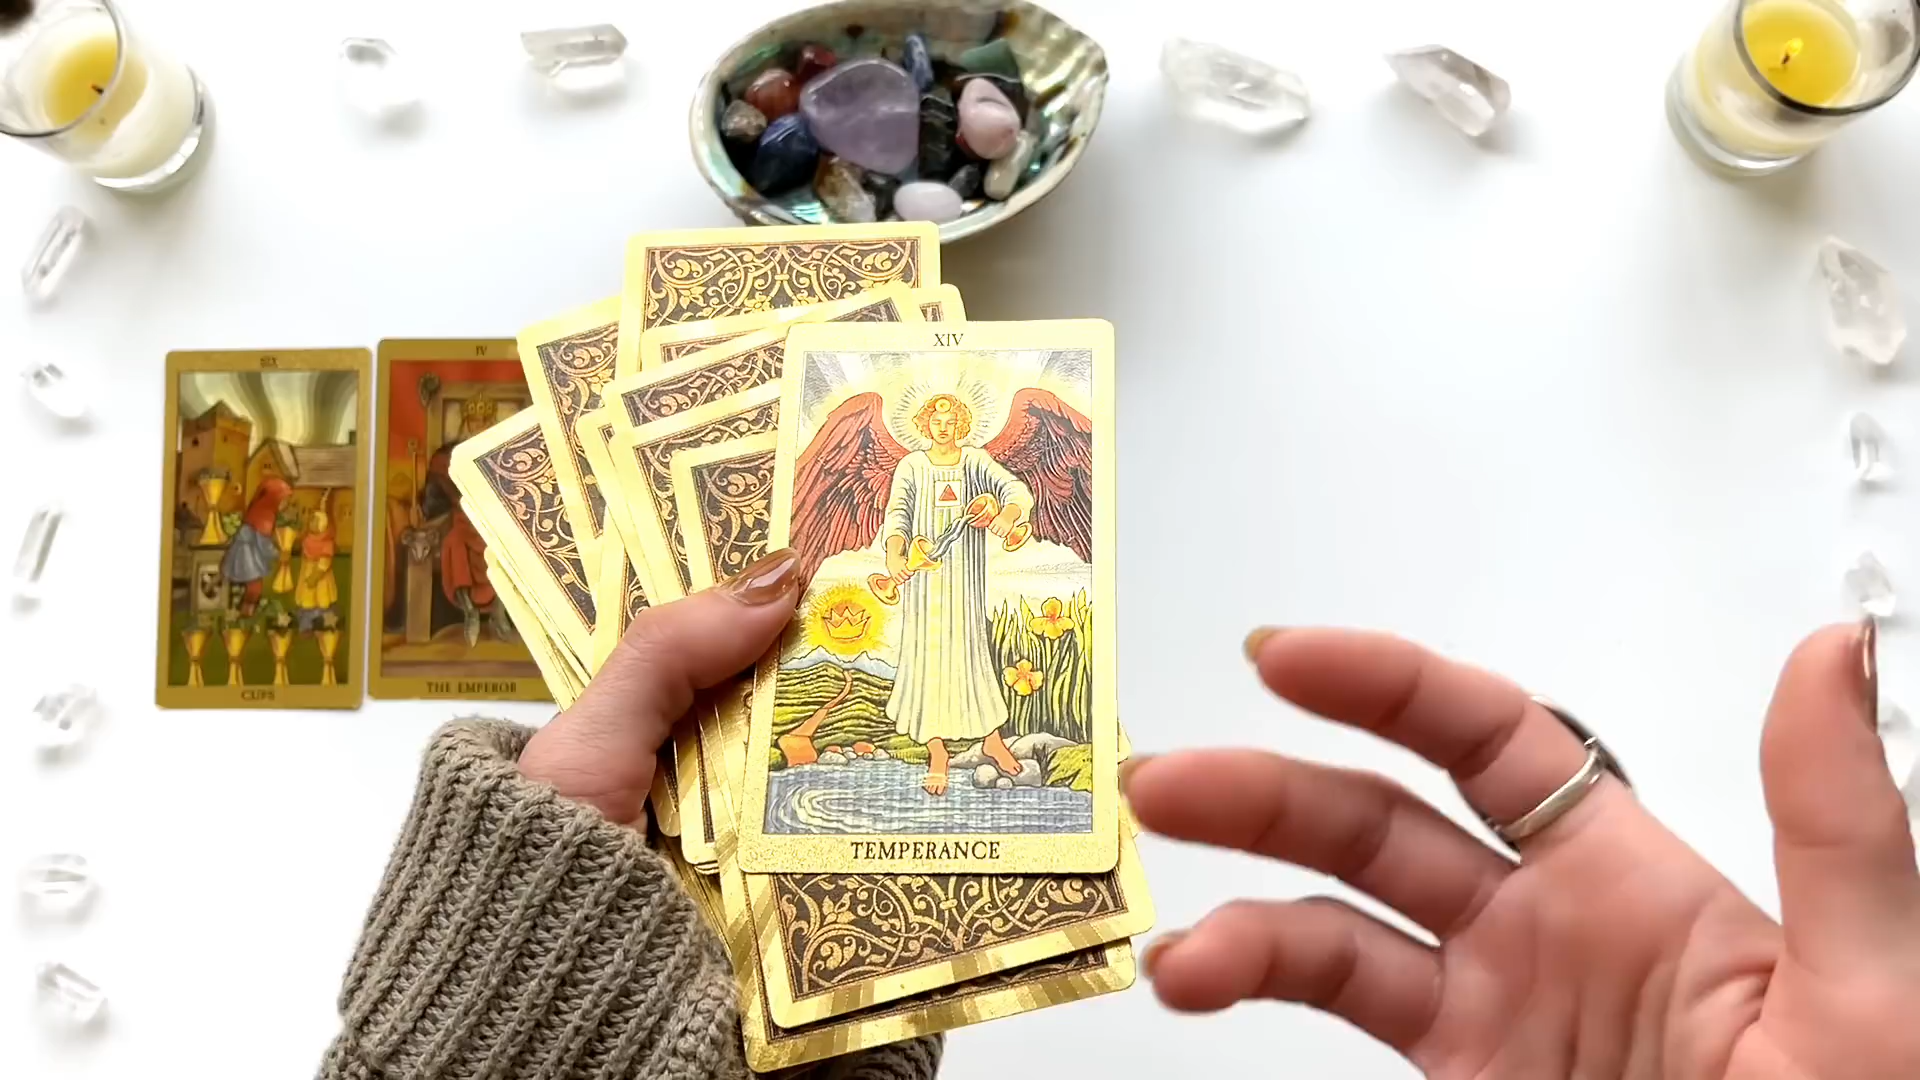 SIX
CUPS
IV
THE EMPEROR
XIV
TEMPERANCE